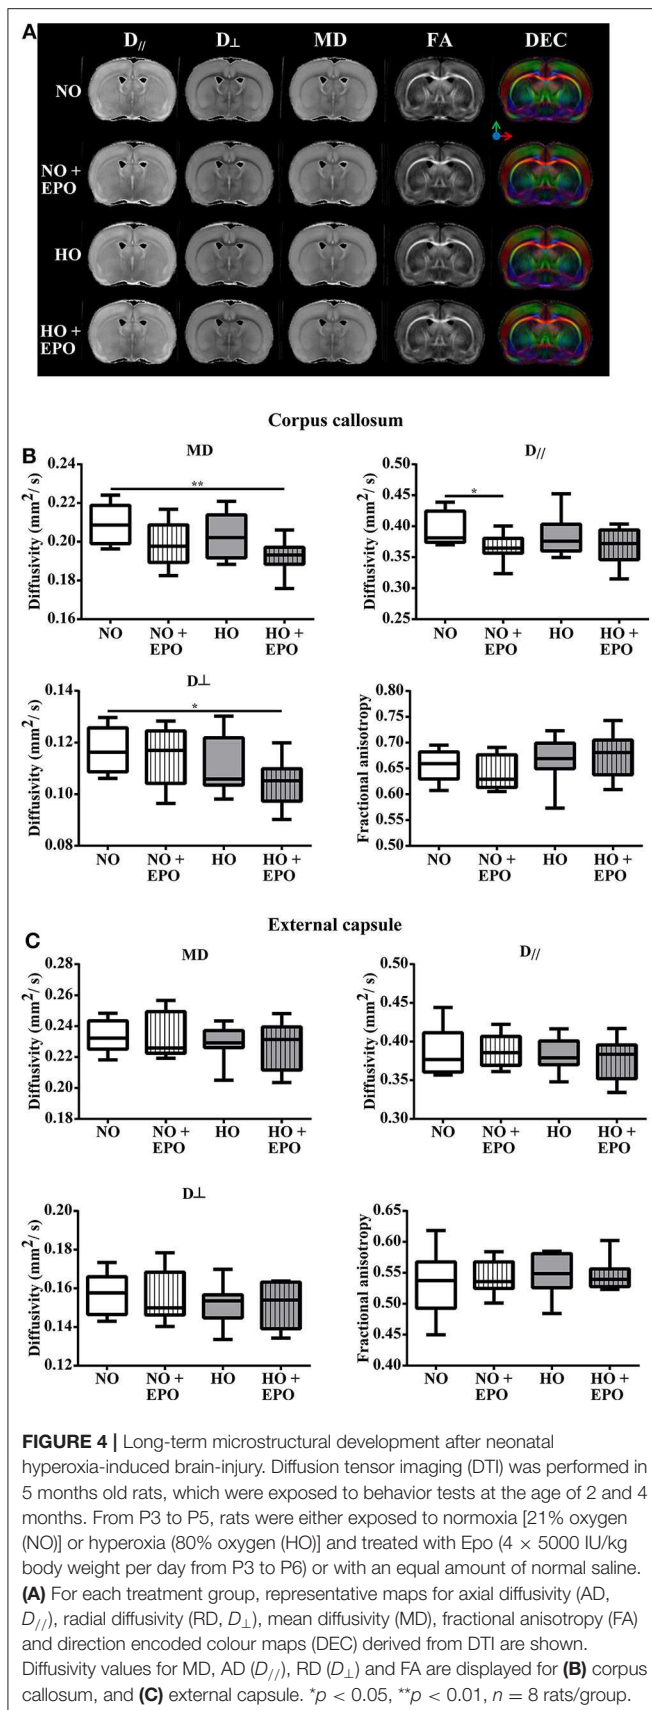 A
D// D⊥ MD FA DEC
NO
NO +
EPO
HO
HO +
EPO
Corpus callosum
B
MD
Diffusivity (mm²/ s)
0.24
0.22
0.20
0.18
0.16
**
NO NO + EPO HO HO + EPO
D//
Diffusivity (mm²/ s)
0.50
0.45
0.40
0.35
0.30
0.25
*
NO NO + EPO HO HO + EPO
D⊥
Diffusivity (mm²/ s)
0.14
0.12
0.10
0.08
*
NO NO + EPO HO HO + EPO
Fractional anisotropy
0.80
0.75
0.70
0.65
0.60
0.55
0.50
NO NO + EPO HO HO + EPO
External capsule
C
MD
Diffusivity (mm²/ s)
0.28
0.26
0.24
0.22
0.20
0.18
NO NO + EPO HO HO + EPO
D//
Diffusivity (mm²/ s)
0.50
0.45
0.40
0.35
0.30
NO NO + EPO HO HO + EPO
D⊥
Diffusivity (mm²/ s)
0.20
0.18
0.16
0.14
0.12
NO NO + EPO HO HO + EPO
Fractional anisotropy
0.65
0.60
0.55
0.50
0.45
0.40
NO NO + EPO HO HO + EPO
FIGURE 4 | Long-term microstructural development after neonatal
hyperoxia-induced brain-injury. Diffusion tensor imaging (DTI) was performed in
5 months old rats, which were exposed to behavior tests at the age of 2 and 4
months. From P3 to P5, rats were either exposed to normoxia [21% oxygen
(NO)] or hyperoxia (80% oxygen (HO)] and treated with Epo (4 × 5000 IU/kg
body weight per day from P3 to P6) or with an equal amount of normal saline.
(A) For each treatment group, representative maps for axial diffusivity (AD,
D//), radial diffusivity (RD, D⊥), mean diffusivity (MD), fractional anisotropy (FA)
and direction encoded colour maps (DEC) derived from DTI are shown.
Diffusivity values for MD, AD (D//), RD (D⊥) and FA are displayed for (B) corpus
callosum, and (C) external capsule. *p < 0.05, **p < 0.01, n = 8 rats/group.